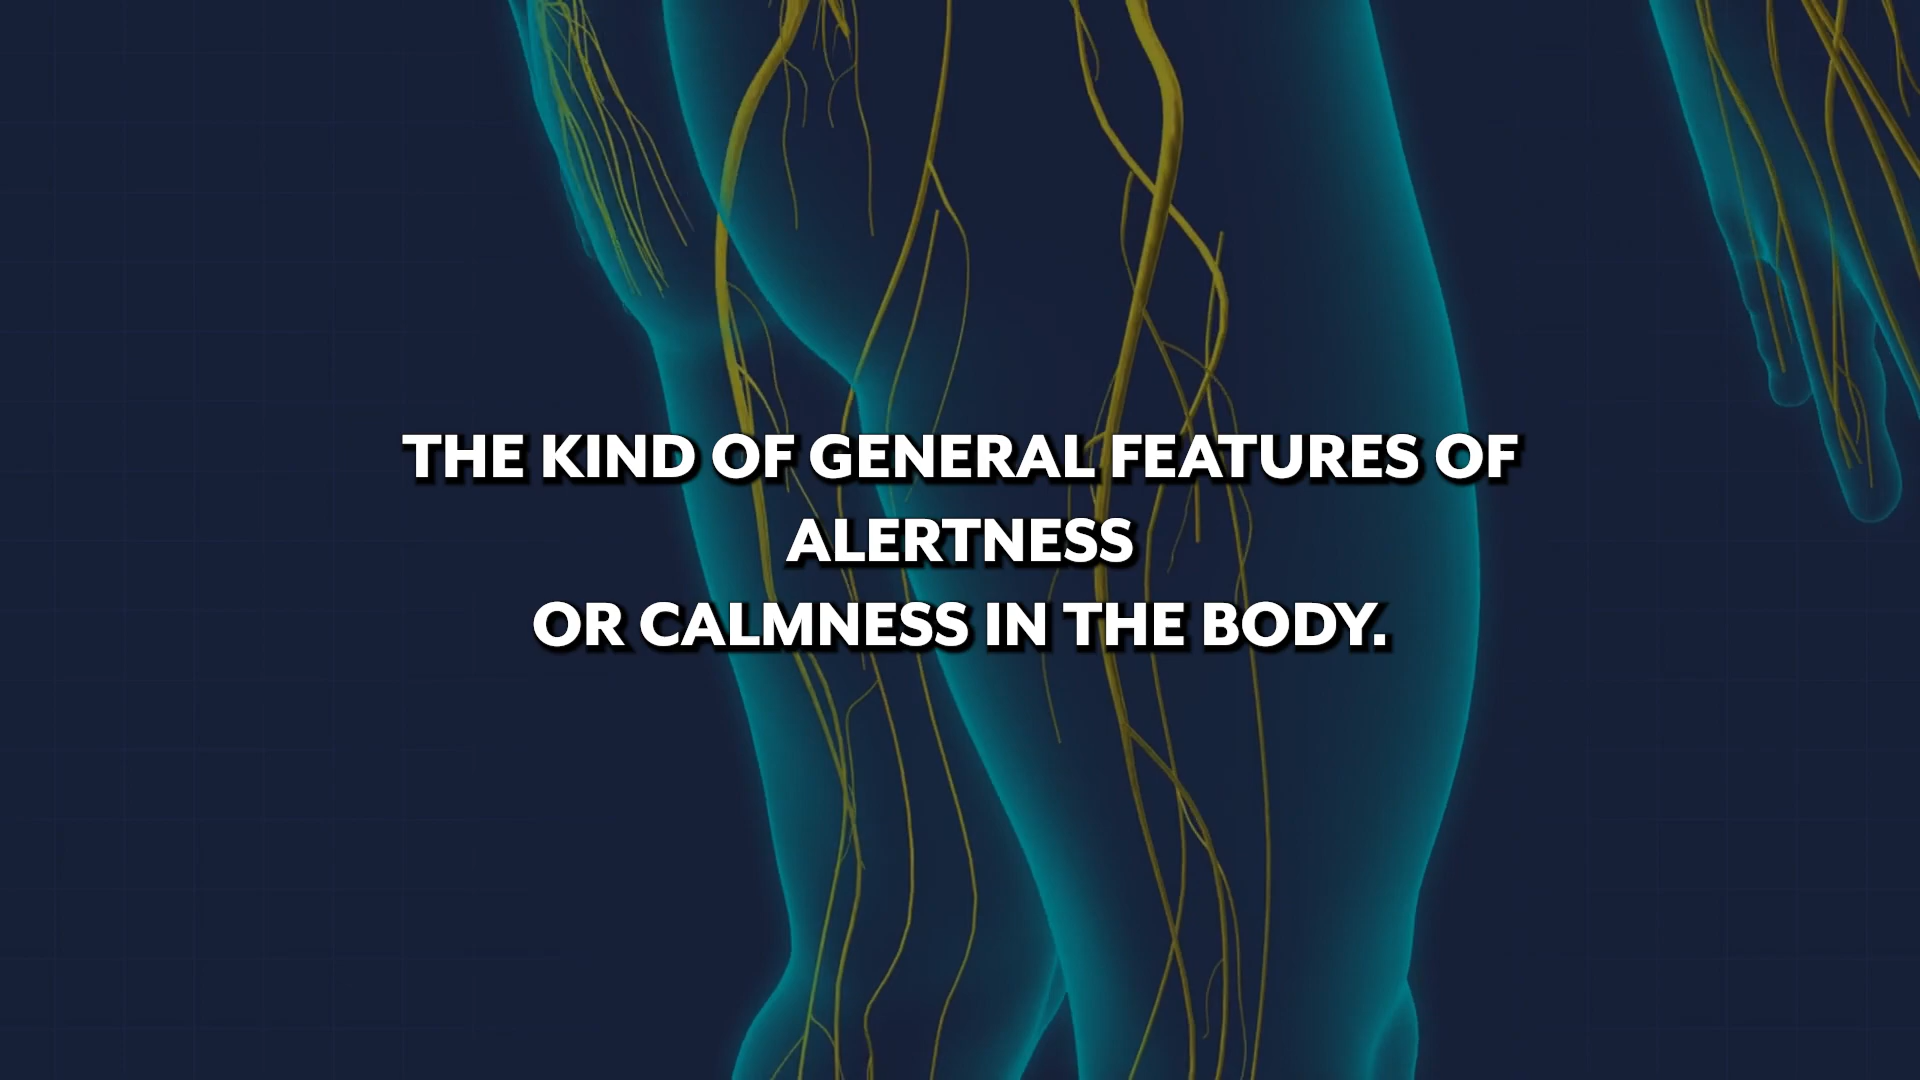 THE KIND OF GENERAL FEATURES OF
ALERTNESS
OR CALMNESS IN THE BODY.